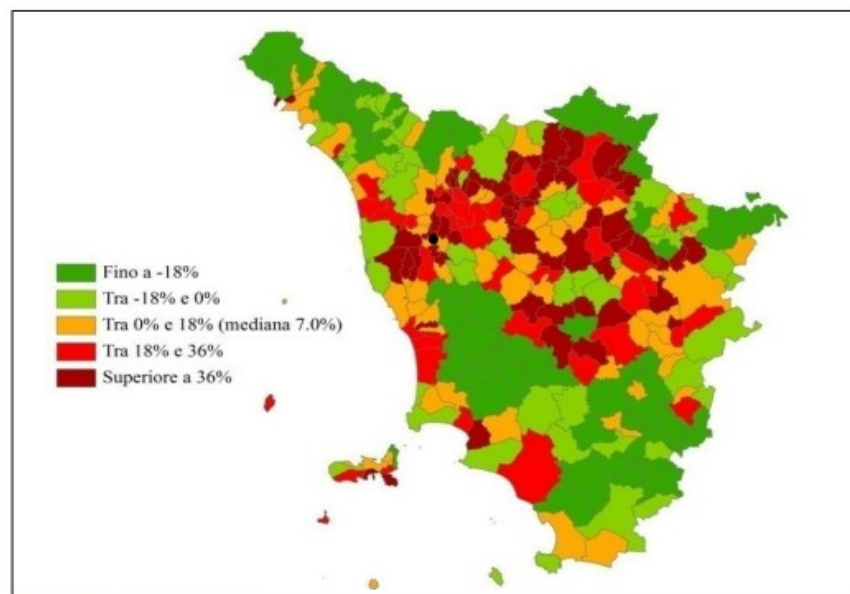 Fino a -18%
Tra -18% e 0%
Tra 0% e 18% (mediana 7.0%)
Tra 18% e 36%
Superiore a 36%